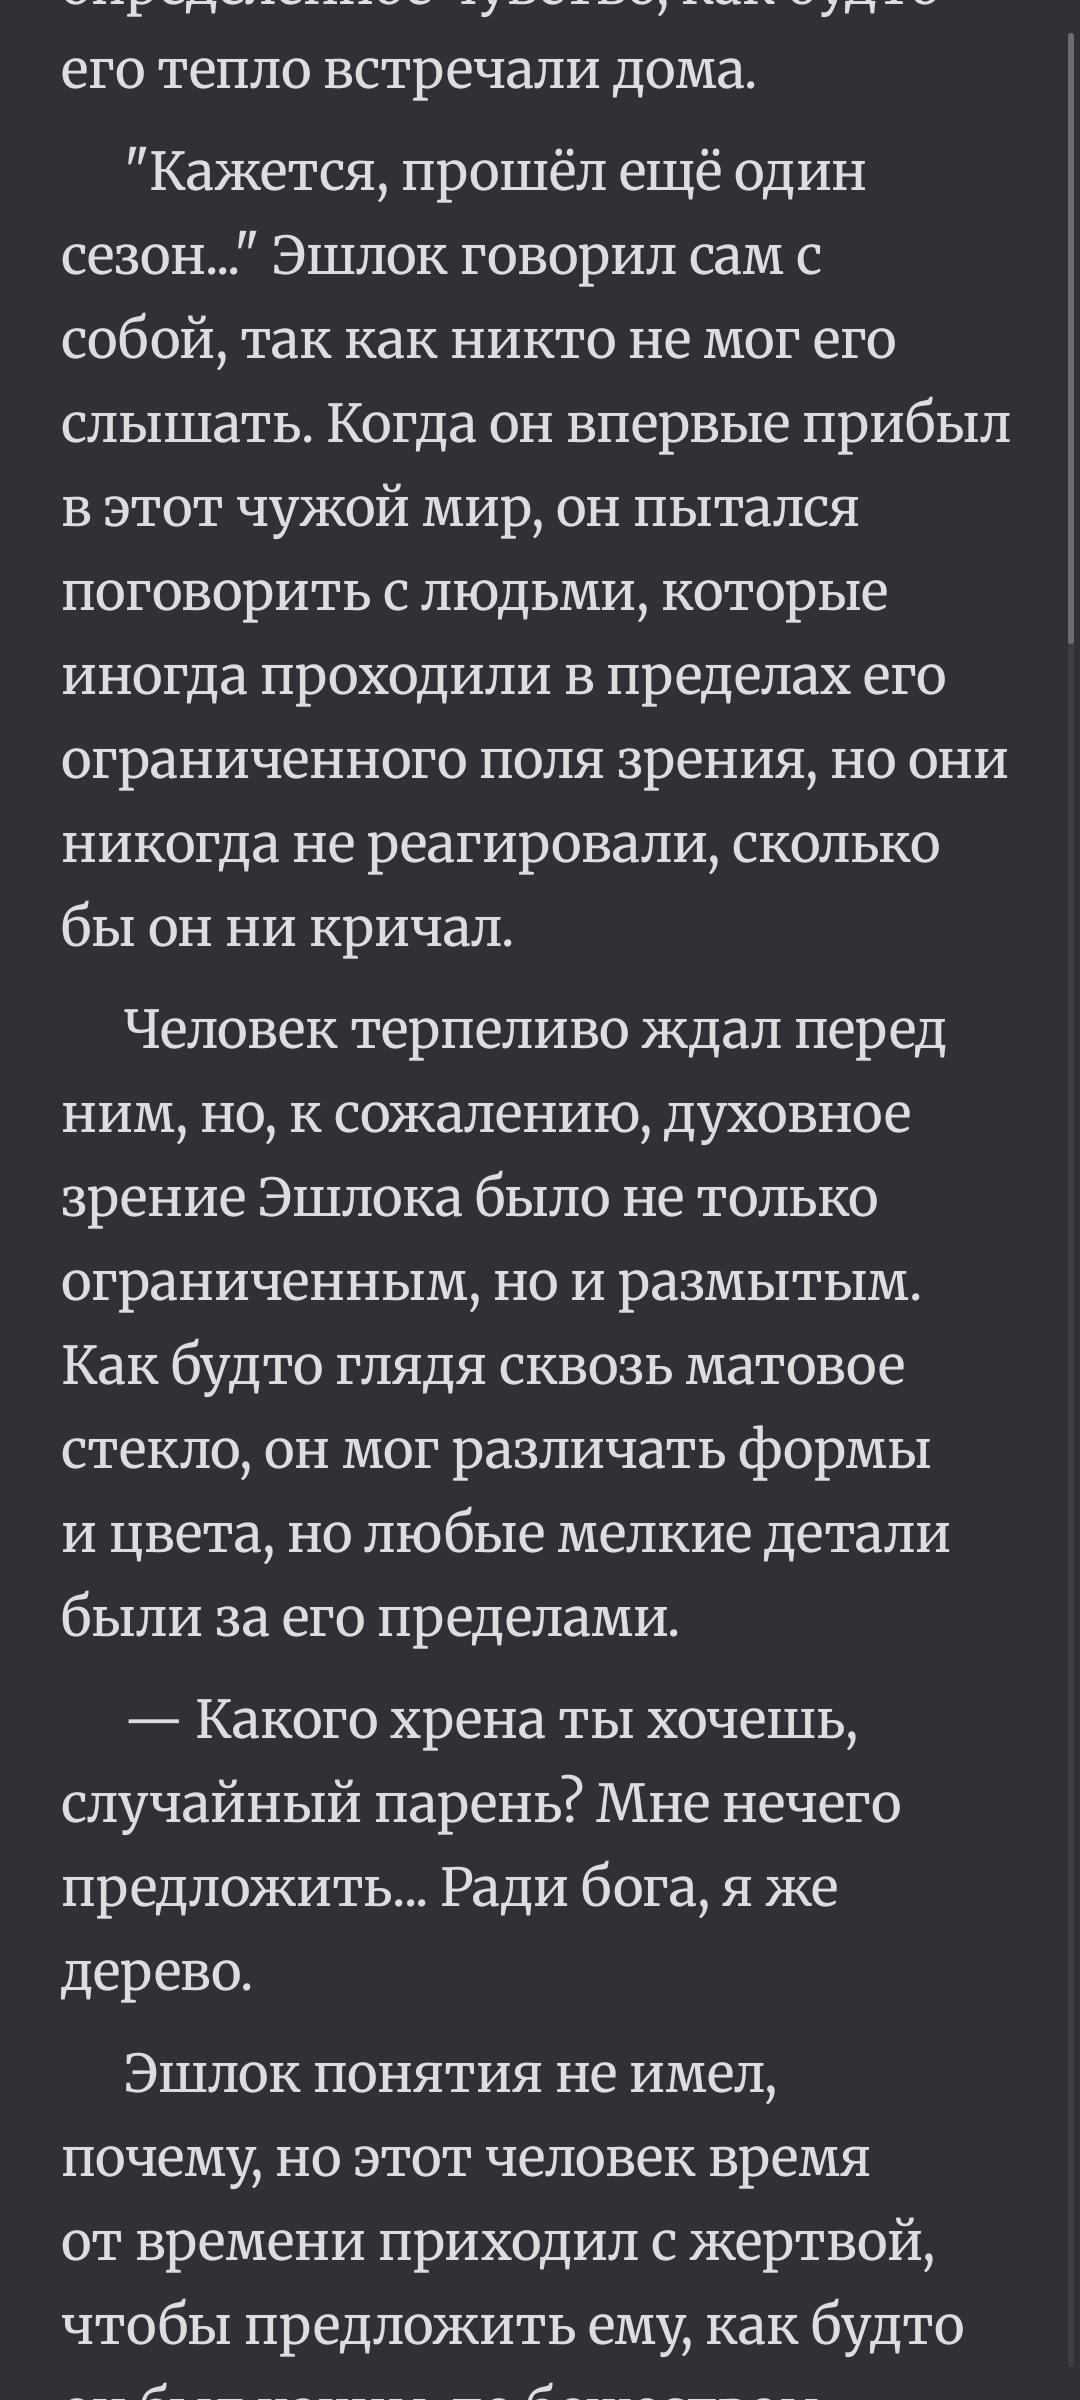 его тепло встречали дома.
"Кажется, прошёл ещё один
сезон..." Эшлок говорил сам с
собой, так как никто не мог его
слышать. Когда он впервые прибыл
в этот чужой мир, он пытался
поговорить с людьми, которые
иногда проходили в пределах его
ограниченного поля зрения, но они
никогда не реагировали, сколько
бы он ни кричал.
Человек терпеливо ждал перед
ним, но, к сожалению, духовное
зрение Эшлока было не только
ограниченным, но и размытым.
Как будто глядя сквозь матовое
стекло, он мог различать формы
и цвета, но любые мелкие детали
были за его пределами.
— Какого хрена ты хочешь,
случайный парень? Мне нечего
предложить... Ради бога, я же
дерево.
Эшлок понятия не имел,
почему, но этот человек время
от времени приходил с жертвой,
чтобы предложить ему, как будто